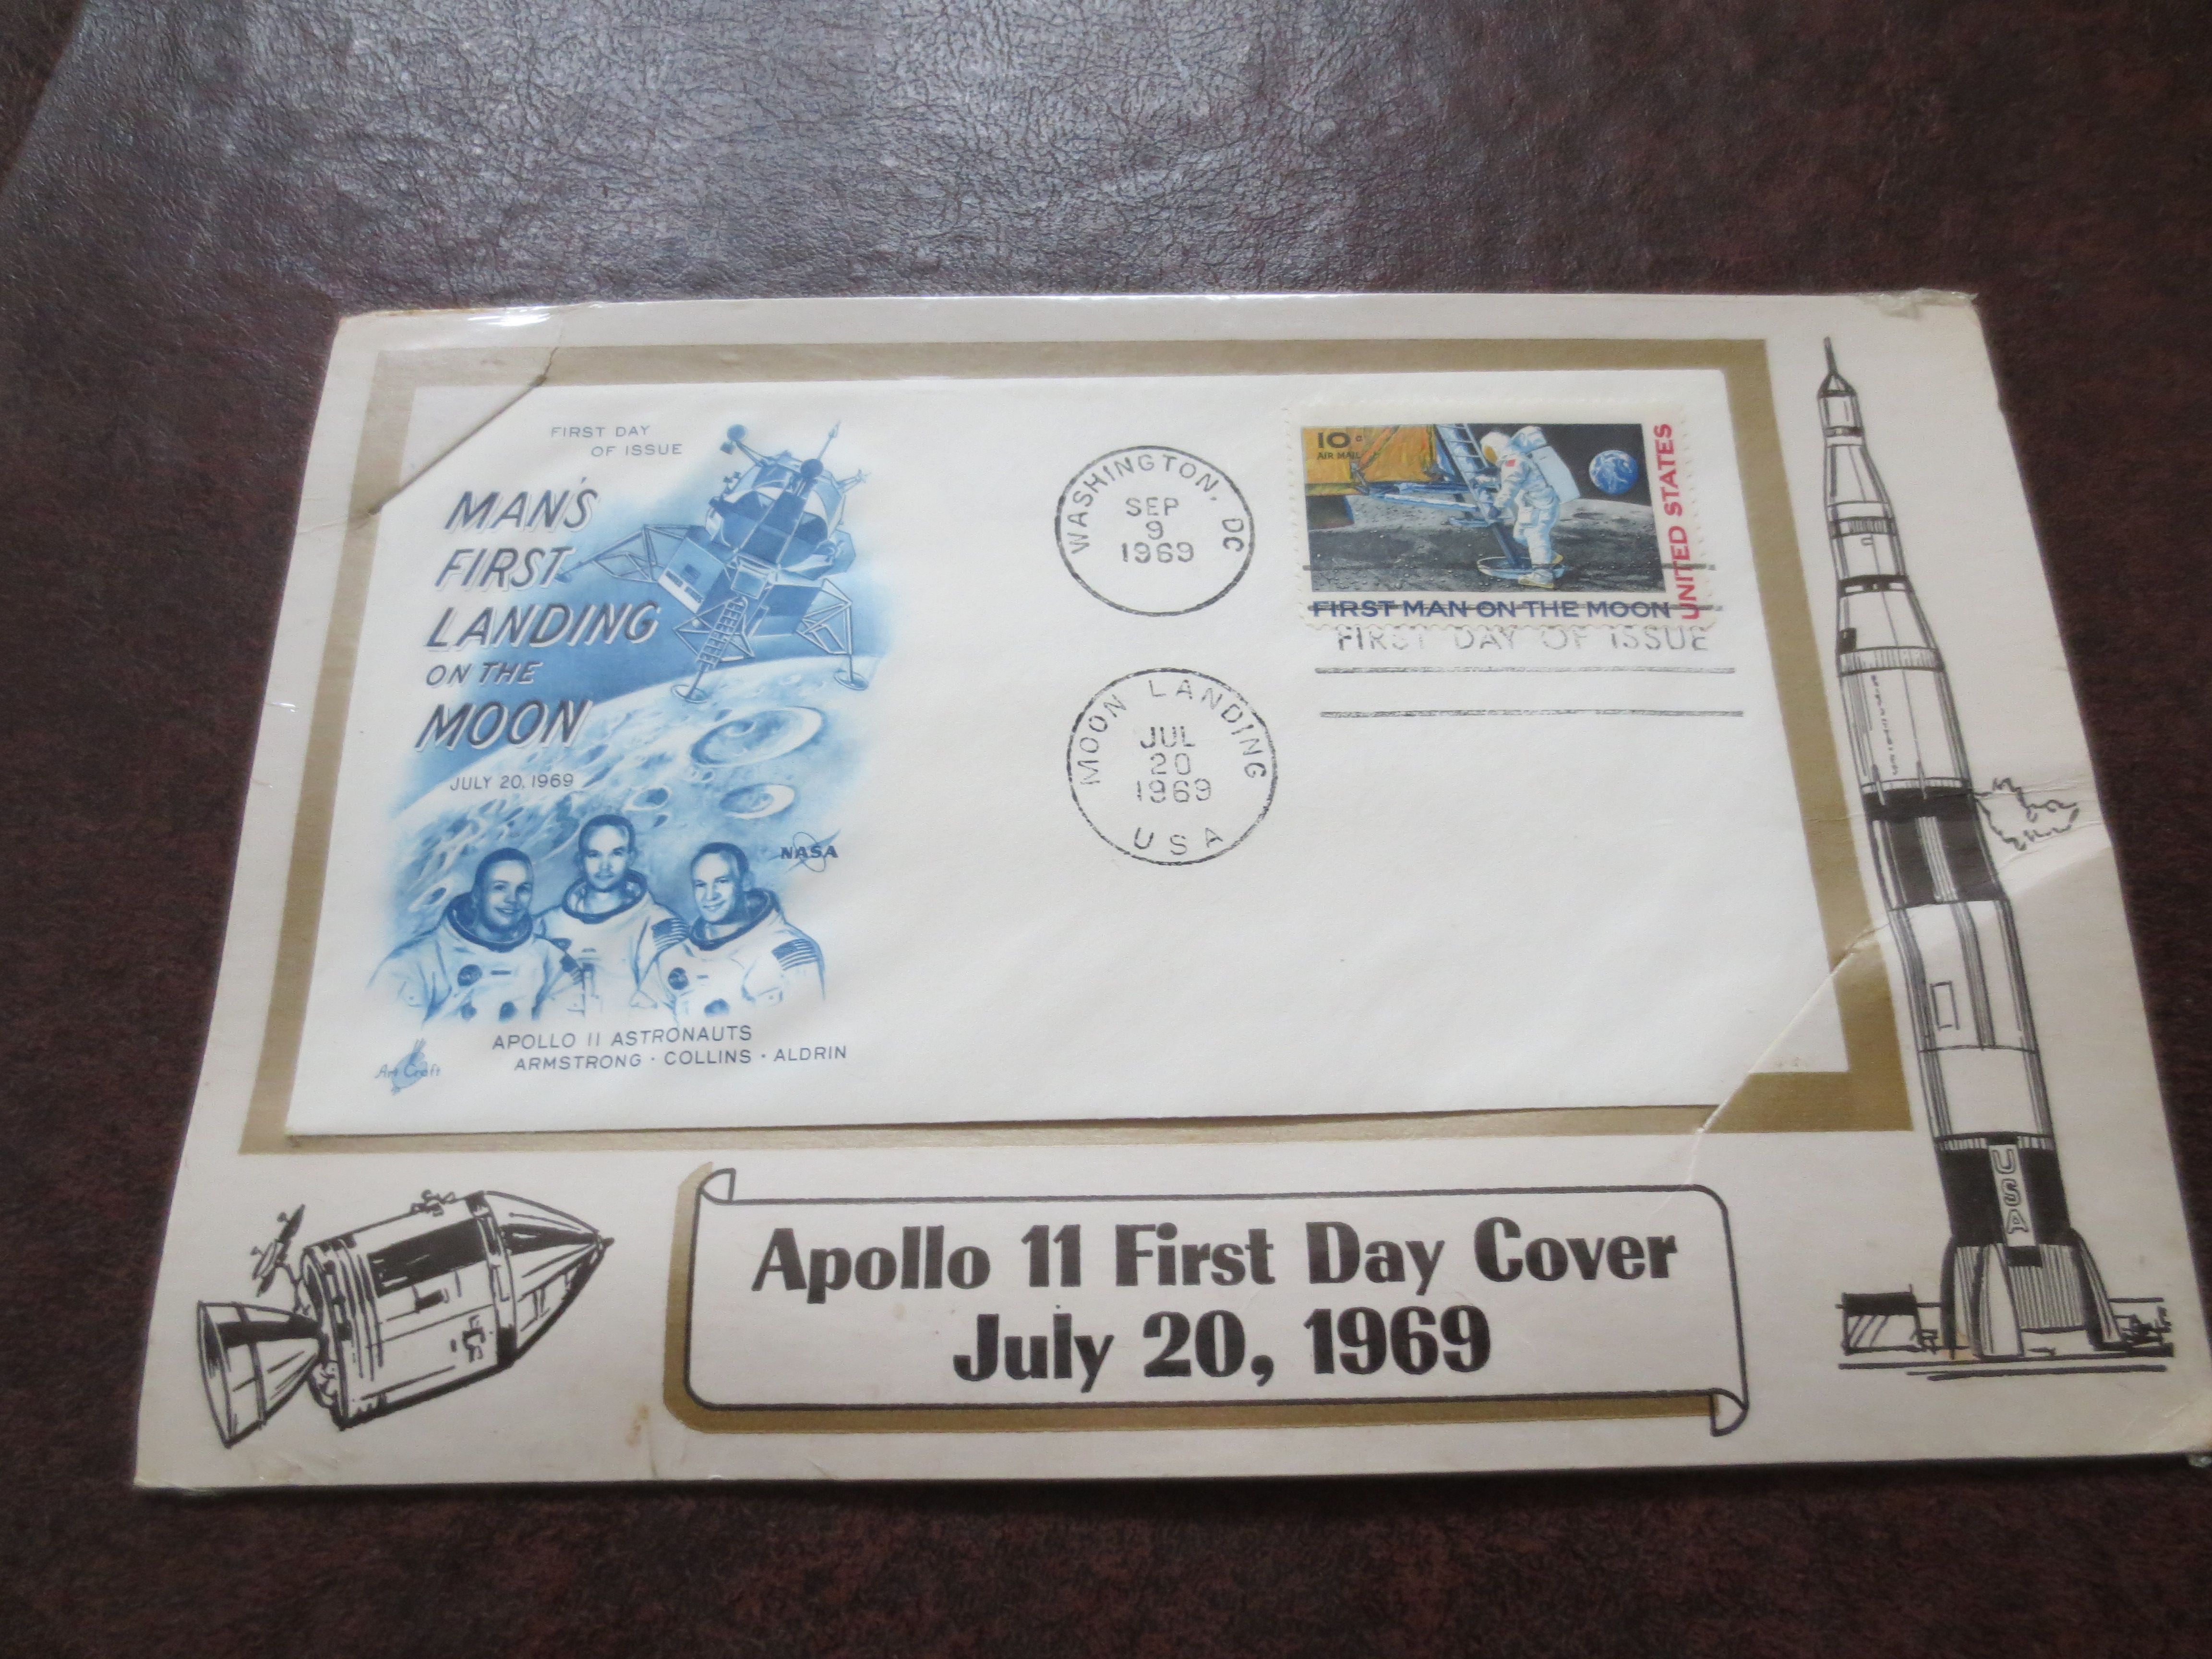 FIRST DAY
OF ISSUE
MAN'S
FIRST
LANDING
ON THE
MOON
JULY 20, 1969
NASA
APOLLO 11 ASTRONAUTS
ARMSTRONG · COLLINS · ALDRIN
Art Craft
WASHINGTON, DC
SEP
9
1969
MOON LANDING
JUL
20
1969
USA
10c
AIR MAIL
UNITED STATES
FIRST MAN ON THE MOON
FIRST DAY OF ISSUE
USA
Apollo 11 First Day Cover
July 20, 1969